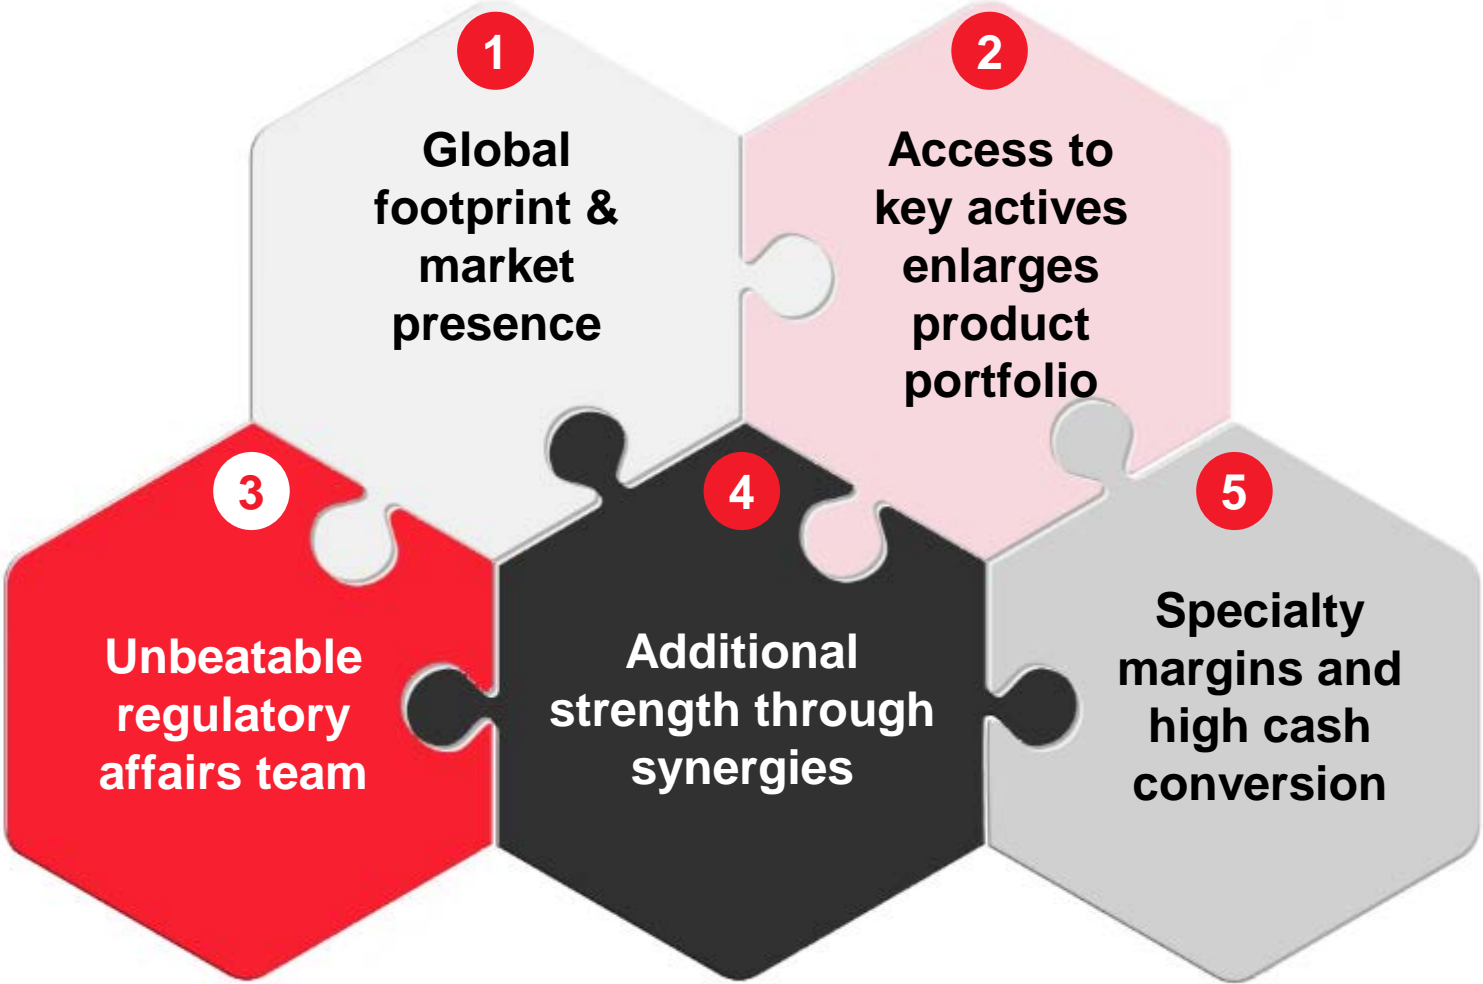 1
Global
footprint &
market
presence
2
Access to
key actives
enlarges
product
portfolio
3
Unbeatable
regulatory
affairs team
4
Additional
strength through
synergies
5
Specialty
margins and
high cash
conversion